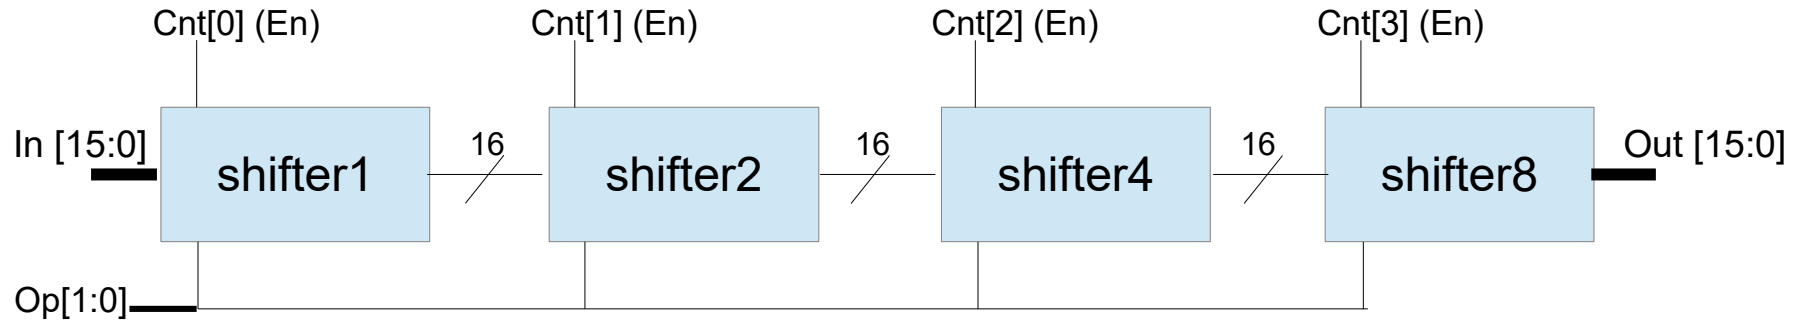 Cnt[0] (En)
Cnt[1] (En)
Cnt[2] (En)
Cnt[3] (En)
In [15:0]
shifter1
16
shifter2
16
shifter4
16
shifter8
Out [15:0]
Op[1:0]